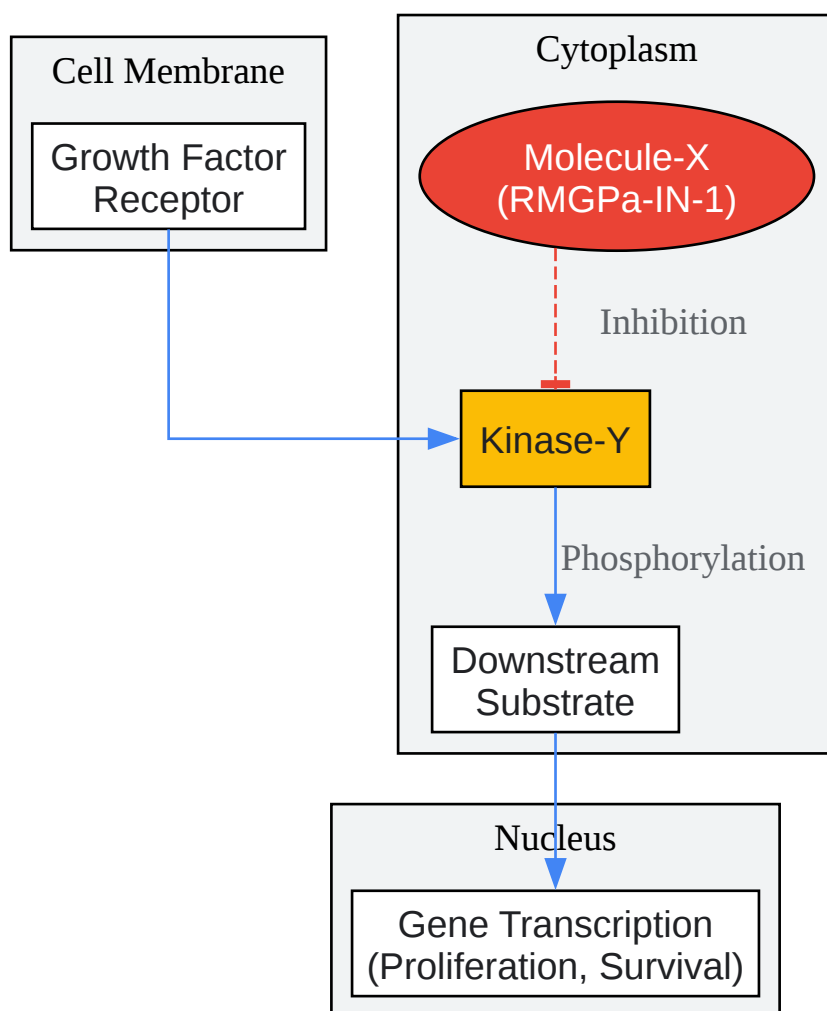 Cell Membrane
Growth Factor
Receptor
Cytoplasm
Molecule-X
(RMGPa-IN-1)
Inhibition
Kinase-Y
Phosphorylation
Downstream
Substrate
Nucleus
Gene Transcription
(Proliferation, Survival)